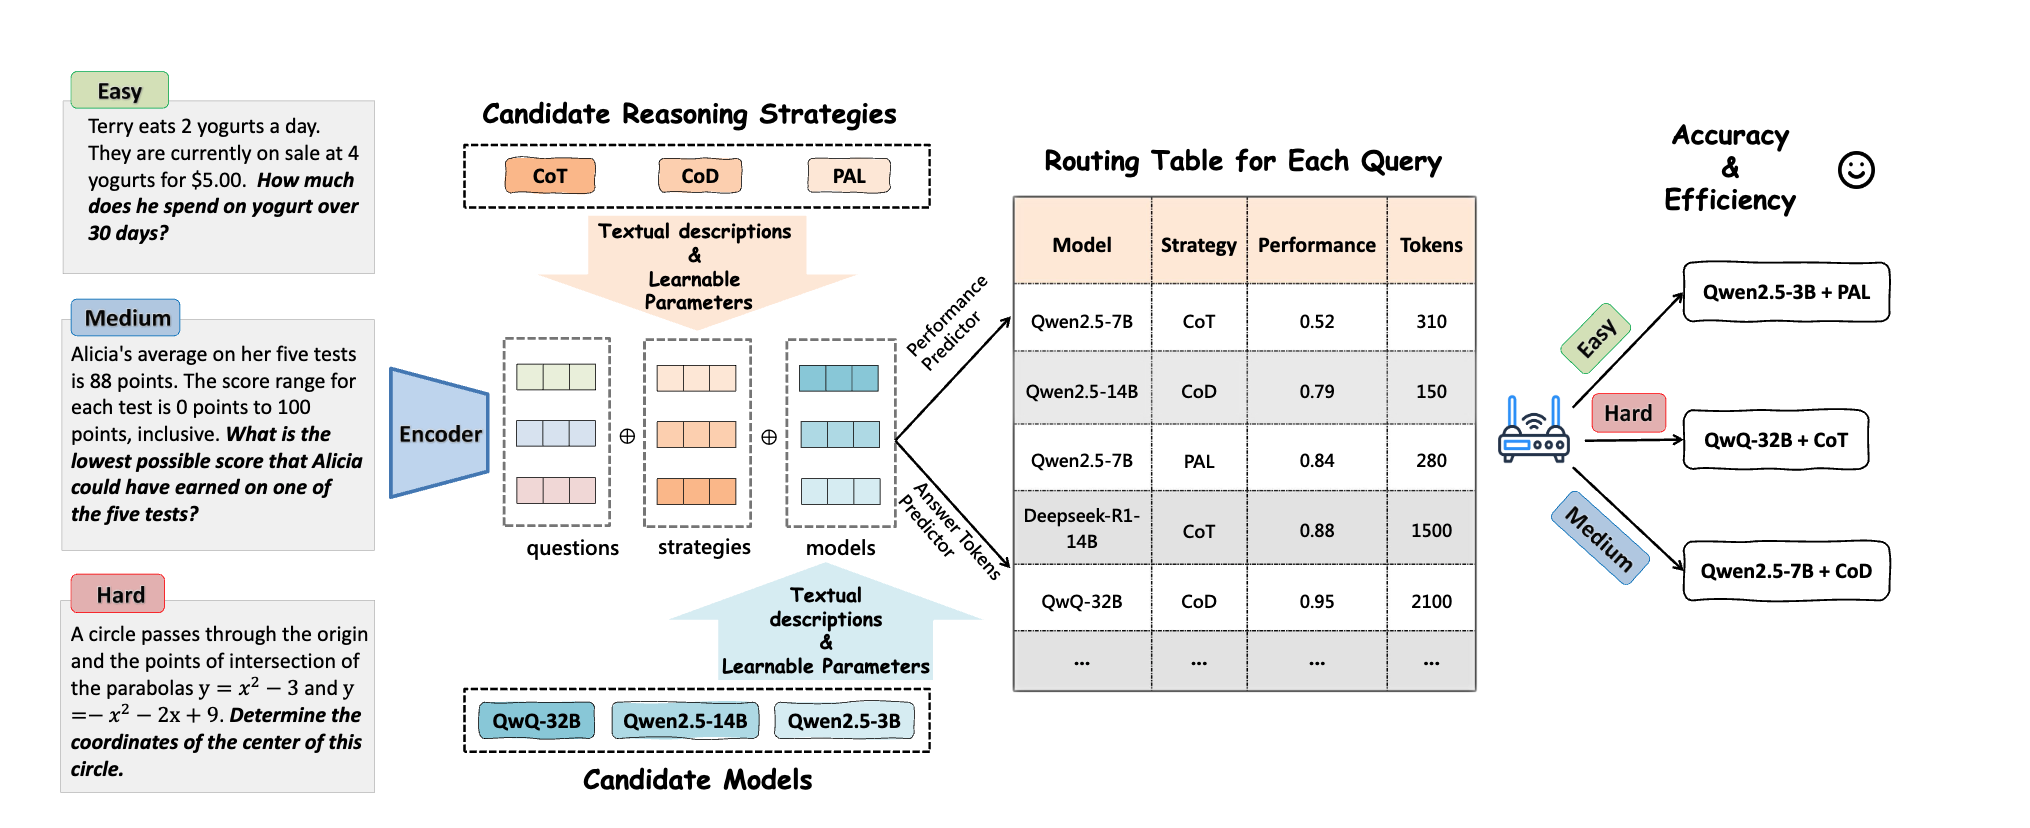 Easy
Terry eats 2 yogurts a day.
They are currently on sale at 4
yogurts for $5.00. How much
does he spend on yogurt over
30 days?
Medium
Alicia's average on her five tests
is 88 points. The score range for
each test is 0 points to 100
points, inclusive. What is the
lowest possible score that Alicia
could have earned on one of
the five tests?
Hard
A circle passes through the origin
and the points of intersection of
the parabolas y = x² − 3 and y
=− x² − 2x + 9. Determine the
coordinates of the center of this
circle.
Encoder
Candidate Reasoning Strategies
CoT CoD PAL
Textual descriptions
&
Learnable
Parameters
⊕ ⊕
questions strategies models
Textual
descriptions
&
Learnable Parameters
QwQ-32B Qwen2.5-14B Qwen2.5-3B
Candidate Models
Performance
Predictor
Answer Tokens
Predictor
Routing Table for Each Query
Model Strategy Performance Tokens
Qwen2.5-7B CoT 0.52 310
Qwen2.5-14B CoD 0.79 150
Qwen2.5-7B PAL 0.84 280
Deepseek-R1-
14B CoT 0.88 1500
QwQ-32B CoD 0.95 2100
... ... ... ...
Accuracy
&
Efficiency
Easy
Qwen2.5-3B + PAL
Hard
QwQ-32B + CoT
Medium
Qwen2.5-7B + CoD